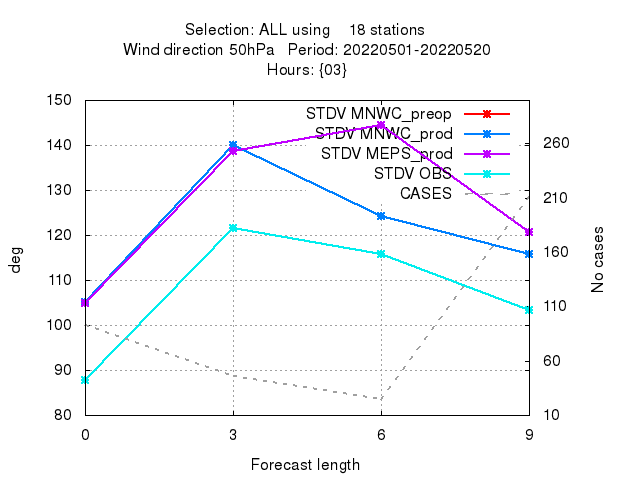 Selection: ALL using    18 stations
Wind direction 50hPa   Period: 20220501-20220520
Hours: {03}
STDV MNWC_preop
STDV MNWC_prod
STDV MEPS_prod
STDV OBS
CASES
150
140
130
120
110
100
90
80
deg
260
210
160
110
60
10
No cases
0 3 6 9
Forecast length